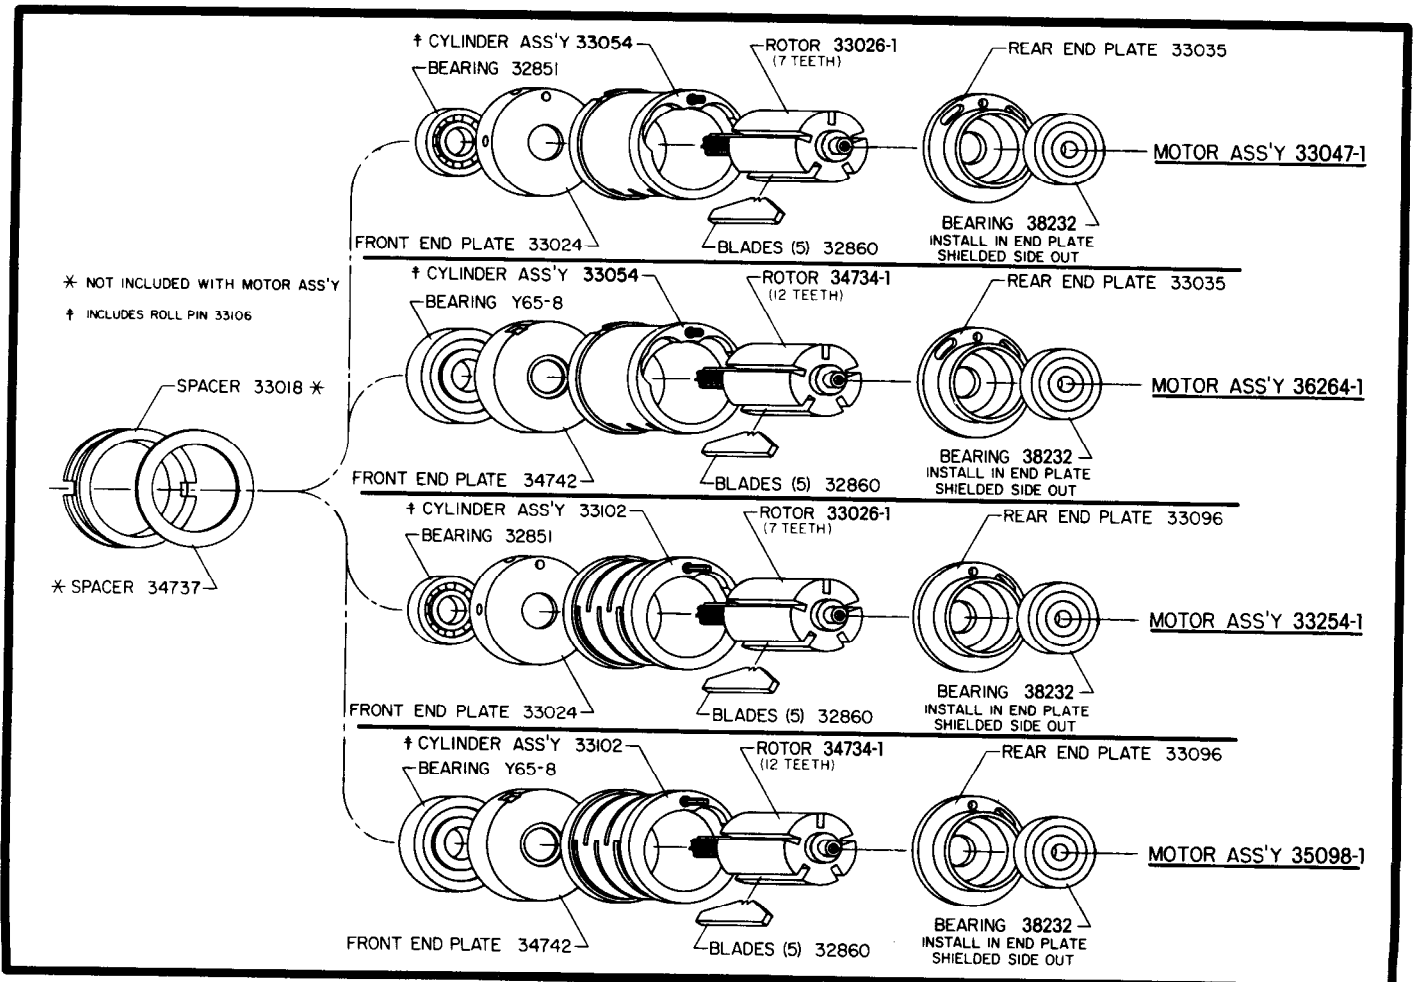 † CYLINDER ASS'Y 33054
BEARING 32851
ROTOR 33026-1
(7 TEETH)
REAR END PLATE 33035
MOTOR ASS'Y 33047-1
FRONT END PLATE 33024
BLADES (5) 32860
BEARING 38232
INSTALL IN END PLATE
SHIELDED SIDE OUT
* NOT INCLUDED WITH MOTOR ASS'Y
† INCLUDES ROLL PIN 33106
SPACER 33018 *
* SPACER 34737
† CYLINDER ASS'Y 33054
BEARING Y65-8
ROTOR 34734-1
(12 TEETH)
REAR END PLATE 33035
MOTOR ASS'Y 36264-1
FRONT END PLATE 34742
BLADES (5) 32860
BEARING 38232
INSTALL IN END PLATE
SHIELDED SIDE OUT
† CYLINDER ASS'Y 33102
BEARING 32851
ROTOR 33026-1
(7 TEETH)
REAR END PLATE 33096
MOTOR ASS'Y 33254-1
FRONT END PLATE 33024
BLADES (5) 32860
BEARING 38232
INSTALL IN END PLATE
SHIELDED SIDE OUT
† CYLINDER ASS'Y 33102
BEARING Y65-8
ROTOR 34734-1
(12 TEETH)
REAR END PLATE 33096
MOTOR ASS'Y 35098-1
FRONT END PLATE 34742
BLADES (5) 32860
BEARING 38232
INSTALL IN END PLATE
SHIELDED SIDE OUT